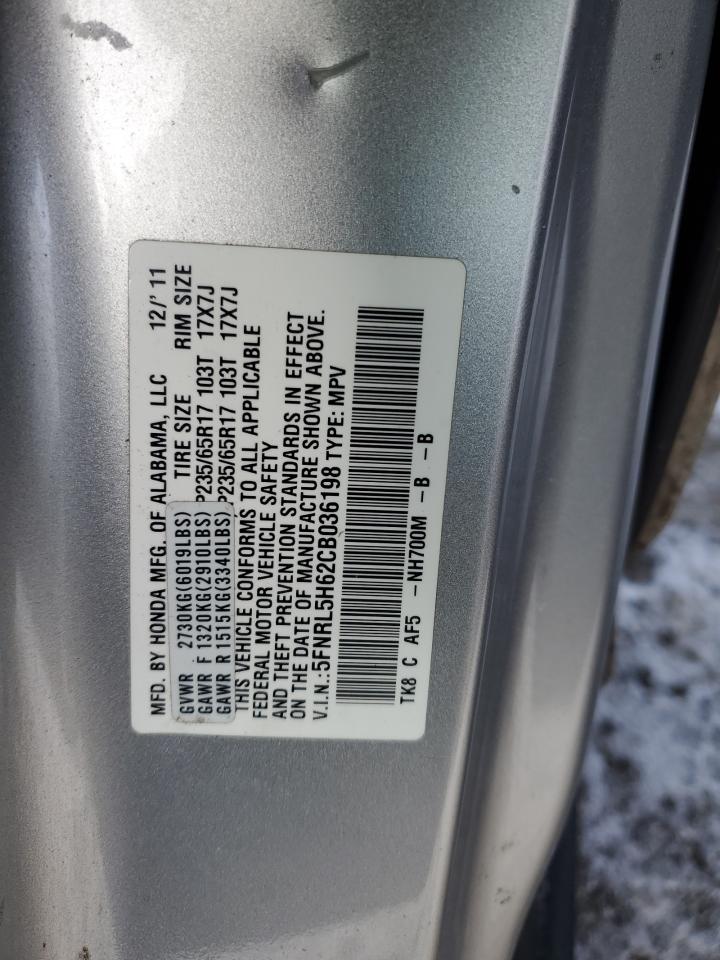 MFD. BY HONDA MFG. OF ALABAMA, LLC 12/'11
TIRE SIZE RIM SIZE
GVWR 2730KG(6019LBS)
GAWR F 1320KG(2910LBS) P235/65R17 103T 17X7J
GAWR R 1515KG(3340LBS) P235/65R17 103T 17X7J
THIS VEHICLE CONFORMS TO ALL APPLICABLE
FEDERAL MOTOR VEHICLE SAFETY
AND THEFT PREVENTION STANDARDS IN EFFECT
ON THE DATE OF MANUFACTURE SHOWN ABOVE.
V.I.N.:5FNRL5H62CB036198 TYPE: MPV
TK8 C AF5 -NH700M -B -B